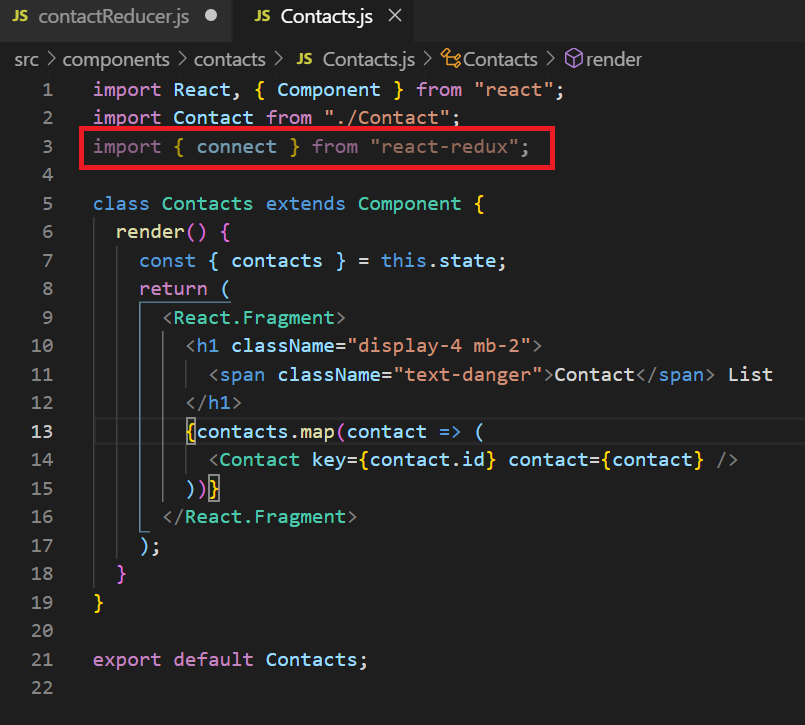 JS contactReducer.js ● JS Contacts.js ×
src > components > contacts > JS Contacts.js > Contacts > render
1 import React, { Component } from "react";
2 import Contact from "./Contact";
3 import { connect } from "react-redux";
4
5 class Contacts extends Component {
6 render() {
7 const { contacts } = this.state;
8 return (
9 <React.Fragment>
10 <h1 className="display-4 mb-2">
11 <span className="text-danger">Contact</span> List
12 </h1>
13 {contacts.map(contact => (
14 <Contact key={contact.id} contact={contact} />
15 ))}
16 </React.Fragment>
17 );
18 }
19 }
20
21 export default Contacts;
22